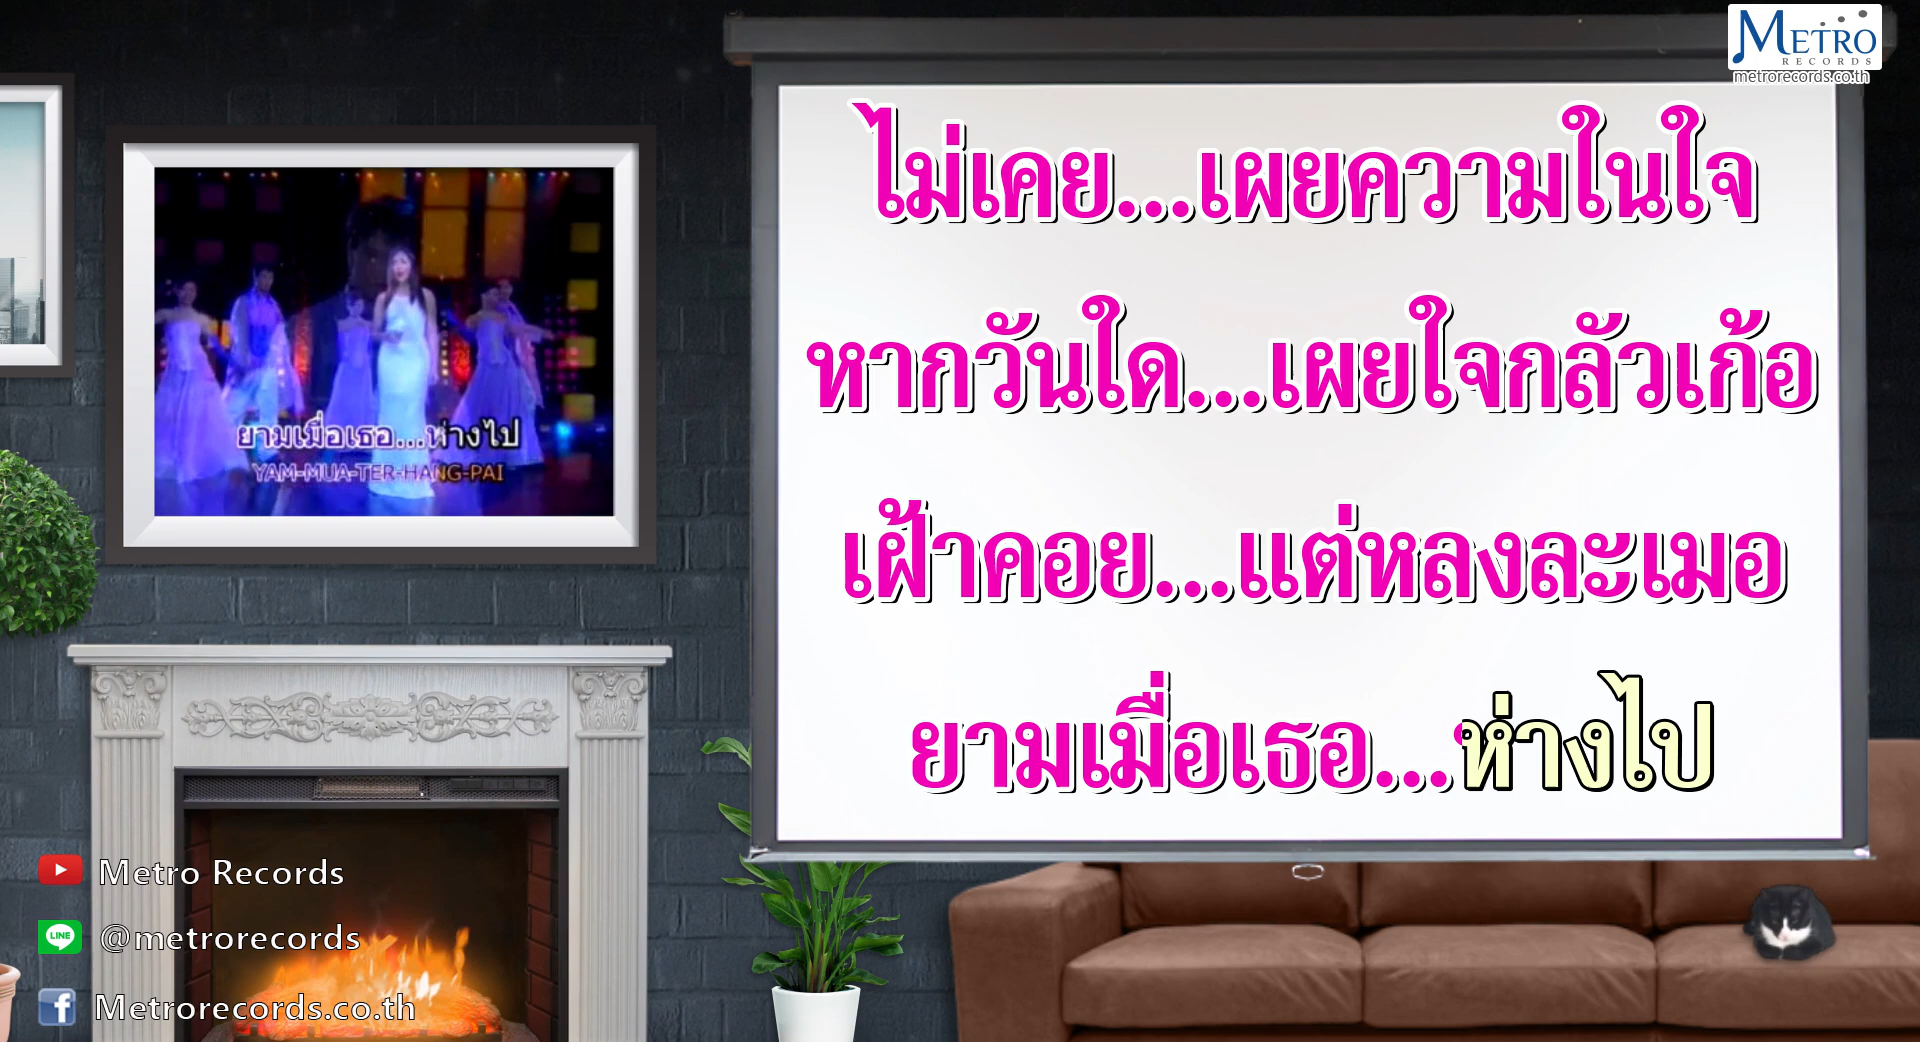 METRO
RECORDS
metrorecords.co.th
ไม่เคย...เผยความในใจ
หากวันใด...เผยใจกลัวเก้อ
เฝ้าคอย...แต่หลงละเมอ
ยามเมื่อเธอ...ห่างไป
ยามเมื่อเธอ...ห่างไป
YAM-MUA-TER-HANG-PAI
Metro Records
LINE
@metrorecords
f
Metrorecords.co.th